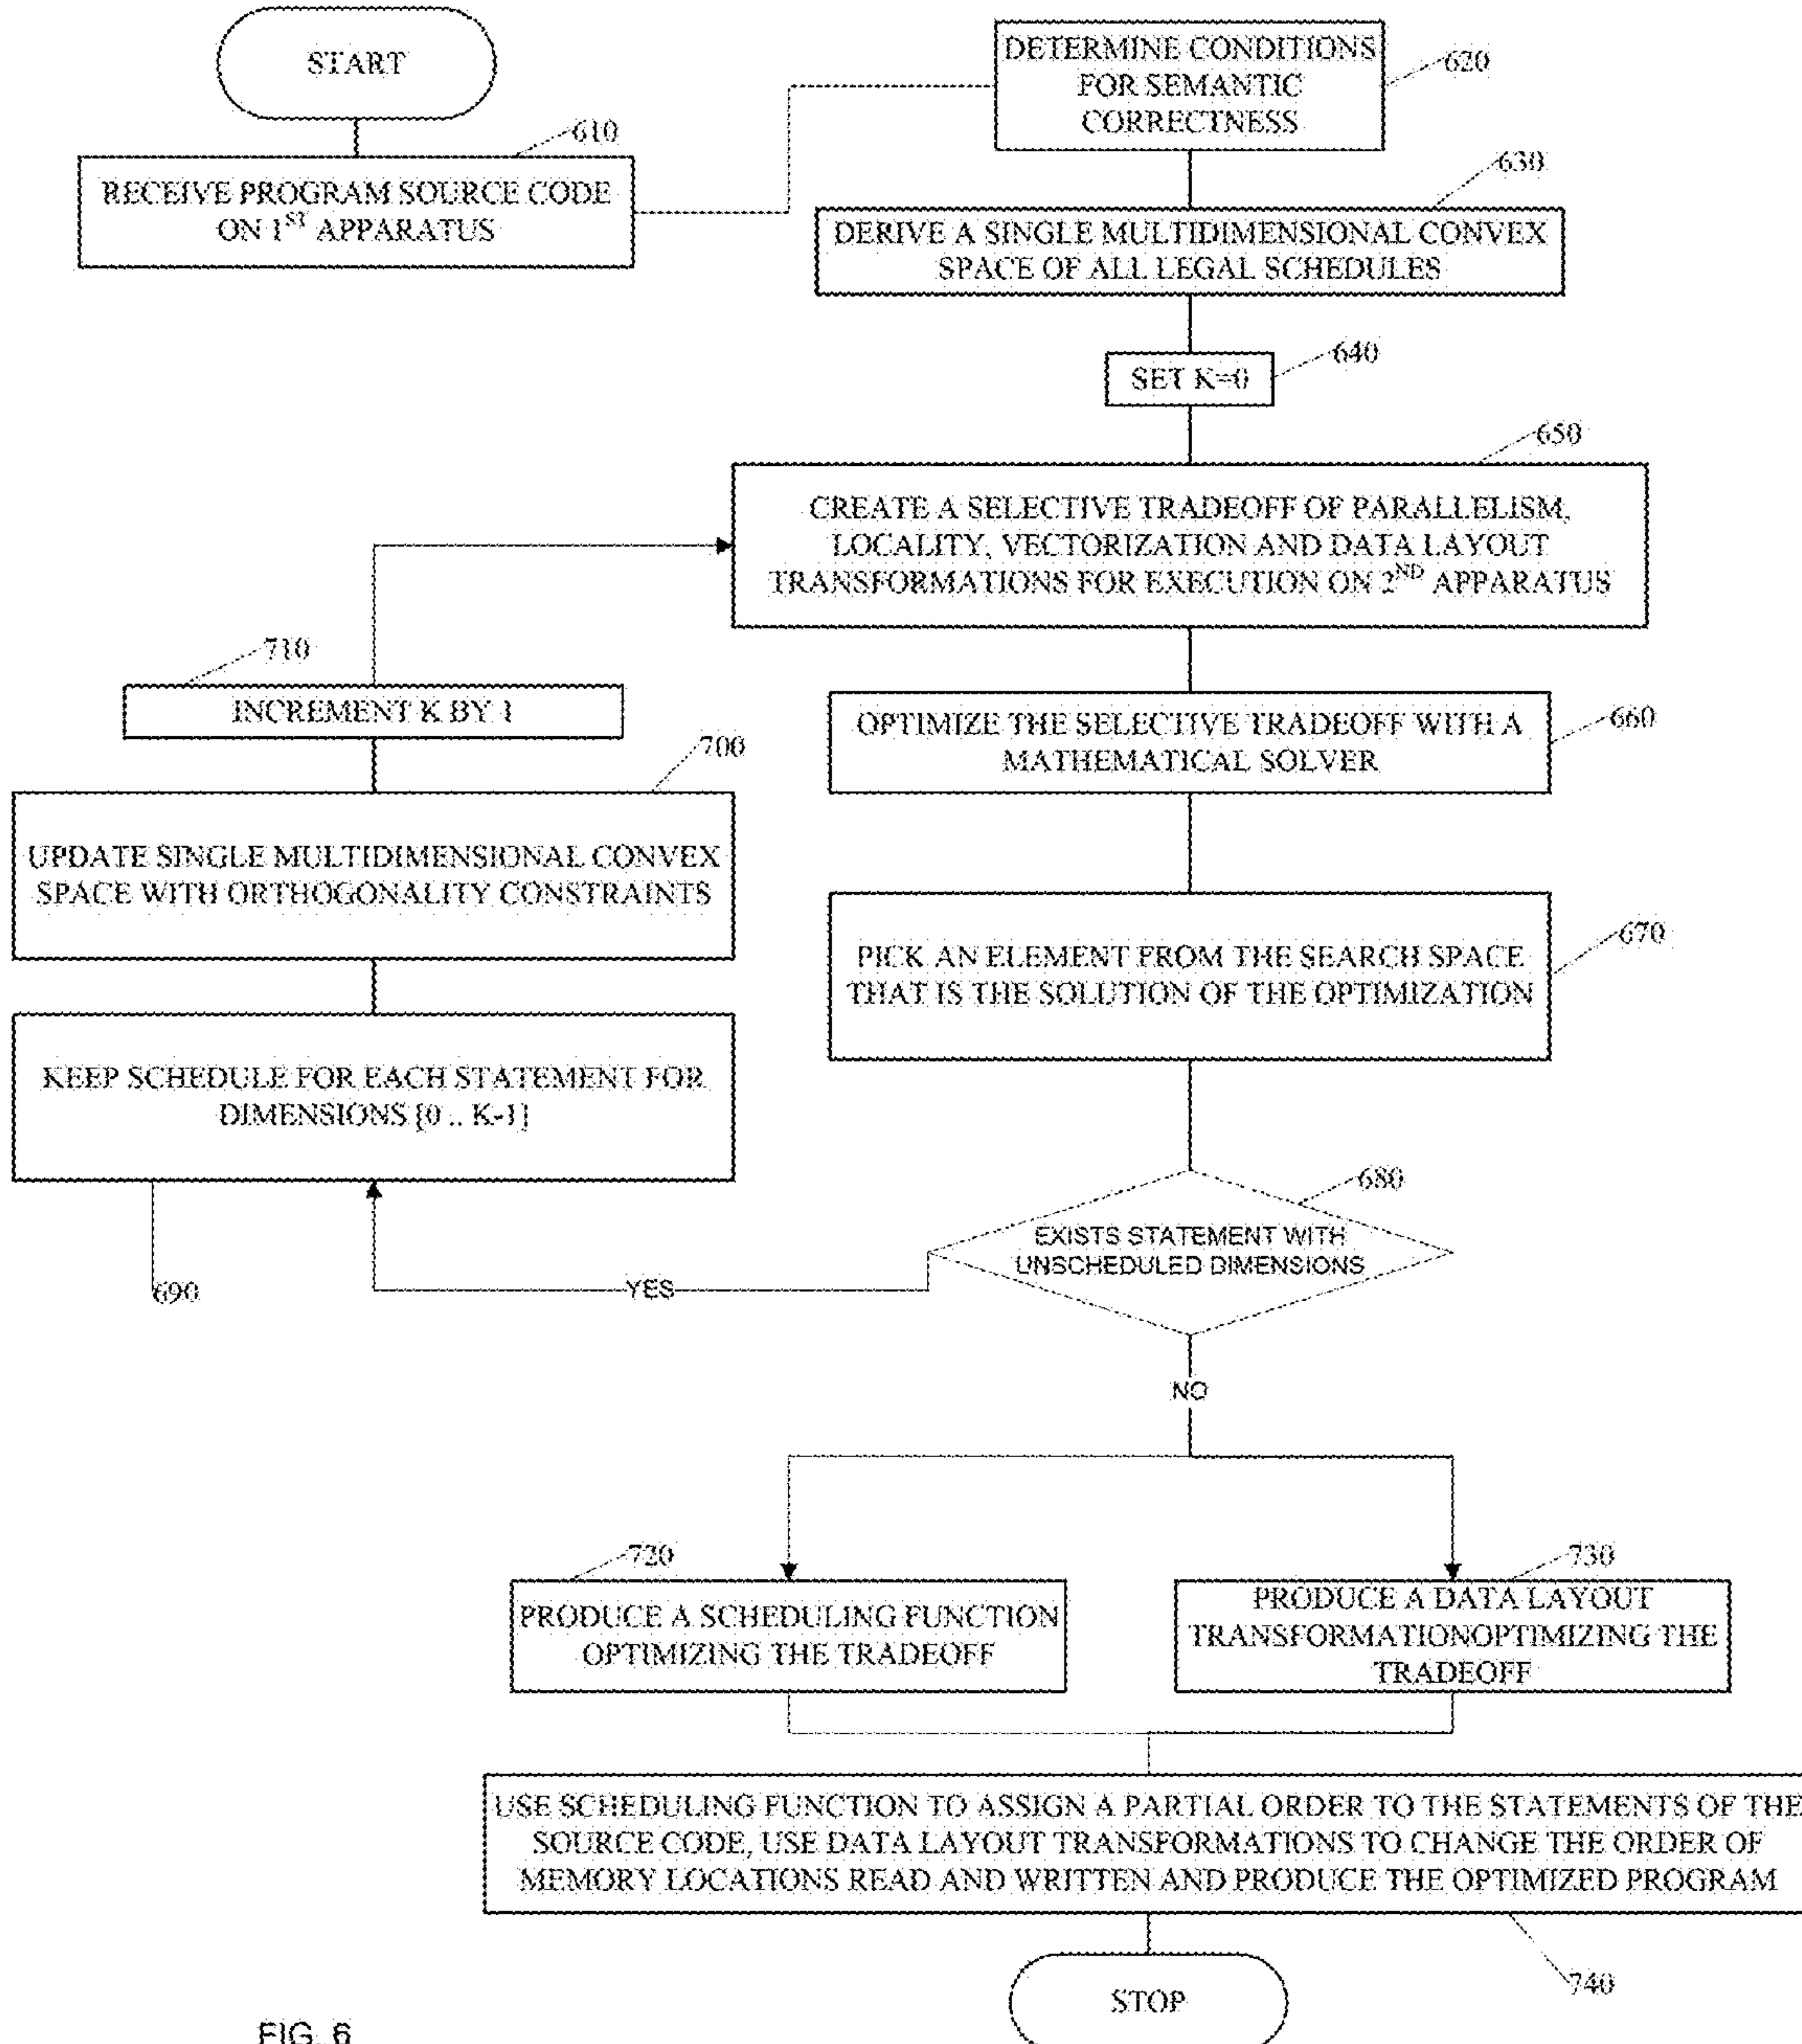 START
610
RECEIVE PROGRAM SOURCE CODE
ON 1ST APPARATUS
DETERMINE CONDITIONS
FOR SEMANTIC
CORRECTNESS
620
630
DERIVE A SINGLE MULTIDIMENSIONAL CONVEX
SPACE OF ALL LEGAL SCHEDULES
SET K=0
640
650
CREATE A SELECTIVE TRADEOFF OF PARALLELISM,
LOCALITY, VECTORIZATION AND DATA LAYOUT
TRANSFORMATIONS FOR EXECUTION ON 2ND APPARATUS
710
INCREMENT K BY 1
OPTIMIZE THE SELECTIVE TRADEOFF WITH A
MATHEMATICAL SOLVER
660
700
UPDATE SINGLE MULTIDIMENSIONAL CONVEX
SPACE WITH ORTHOGONALITY CONSTRAINTS
PICK AN ELEMENT FROM THE SEARCH SPACE
THAT IS THE SOLUTION OF THE OPTIMIZATION
670
KEEP SCHEDULE FOR EACH STATEMENT FOR
DIMENSIONS [0 .. K-1]
690
680
EXISTS STATEMENT WITH
UNSCHEDULED DIMENSIONS
YES
NO
720
PRODUCE A SCHEDULING FUNCTION
OPTIMIZING THE TRADEOFF
730
PRODUCE A DATA LAYOUT
TRANSFORMATIONOPTIMIZING THE
TRADEOFF
USE SCHEDULING FUNCTION TO ASSIGN A PARTIAL ORDER TO THE STATEMENTS OF THE
SOURCE CODE, USE DATA LAYOUT TRANSFORMATIONS TO CHANGE THE ORDER OF
MEMORY LOCATIONS READ AND WRITTEN AND PRODUCE THE OPTIMIZED PROGRAM
740
STOP
FIG. 6